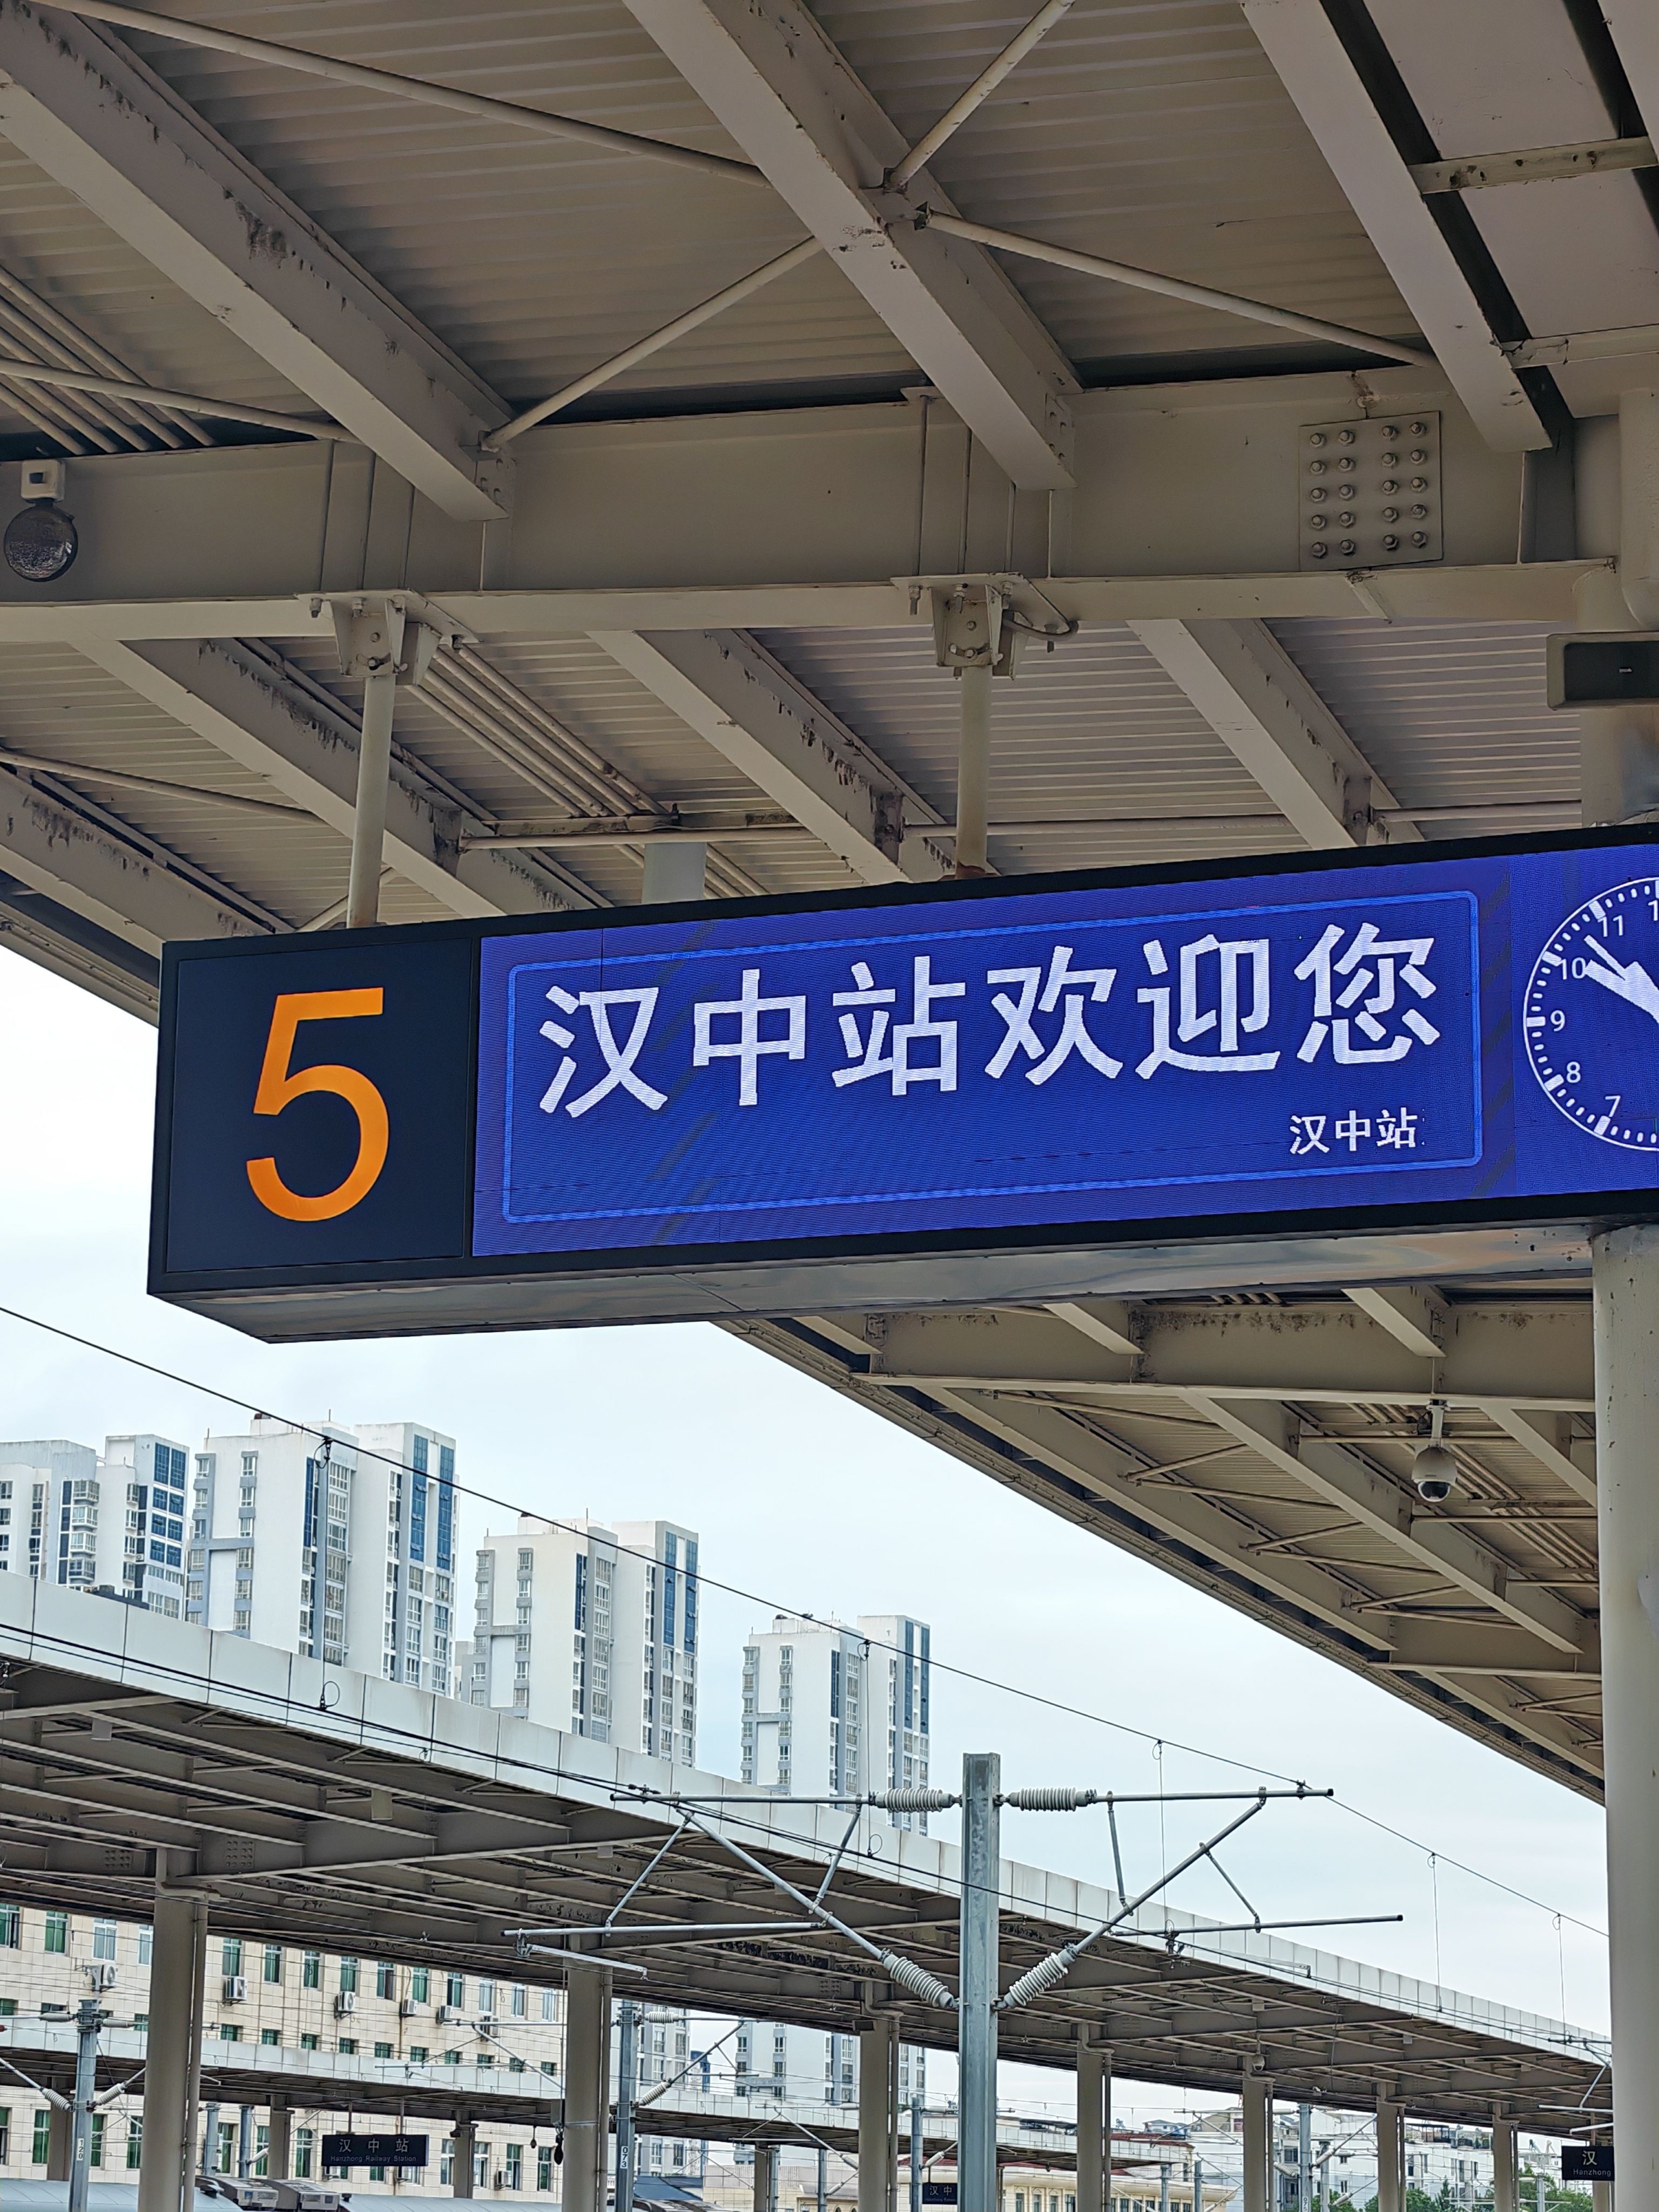 5
汉中站欢迎您
汉中站
11
10
9
8
7
汉中站
Hanzhong Railway Station
汉中
汉
Hanzhong